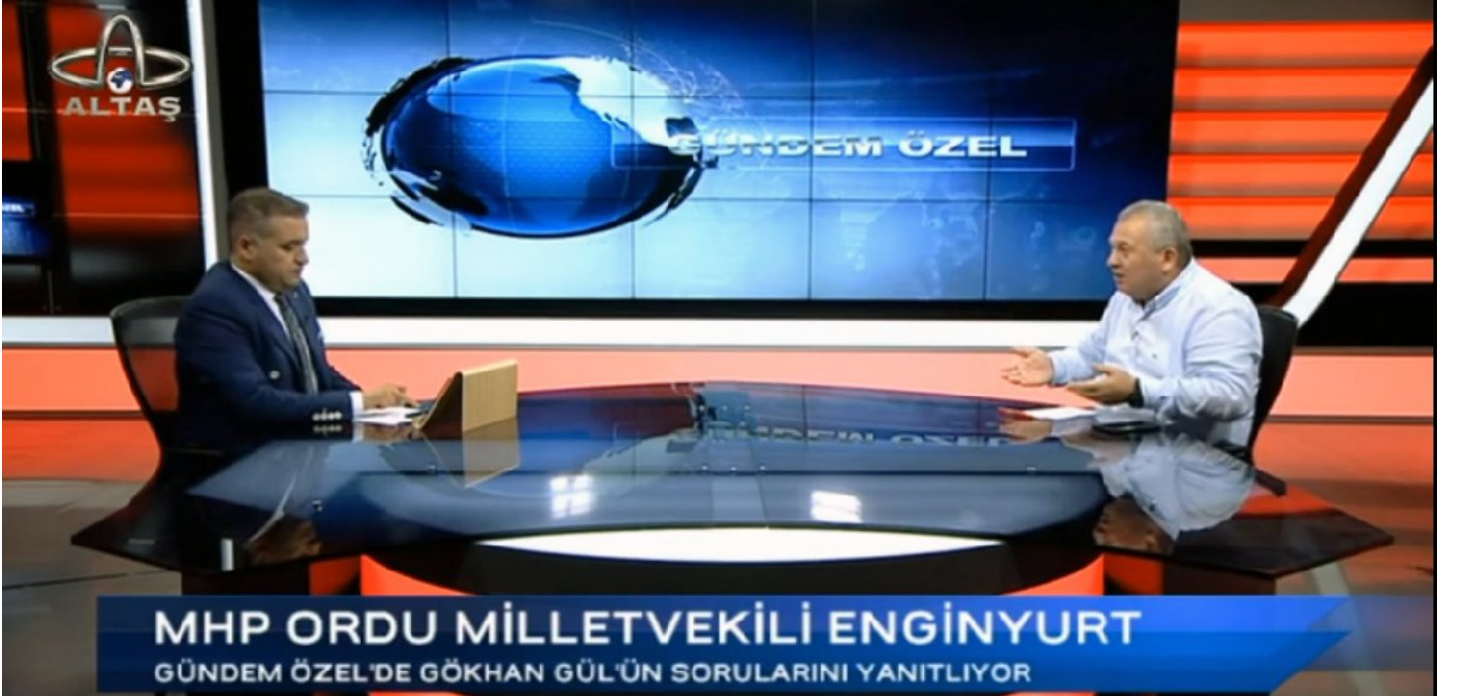 ALTAŞ
GÜNDEM ÖZEL
MHP ORDU MİLLETVEKİLİ ENGİNYURT
GÜNDEM ÖZEL'DE GÖKHAN GÜL'ÜN SORULARINI YANITLIYOR